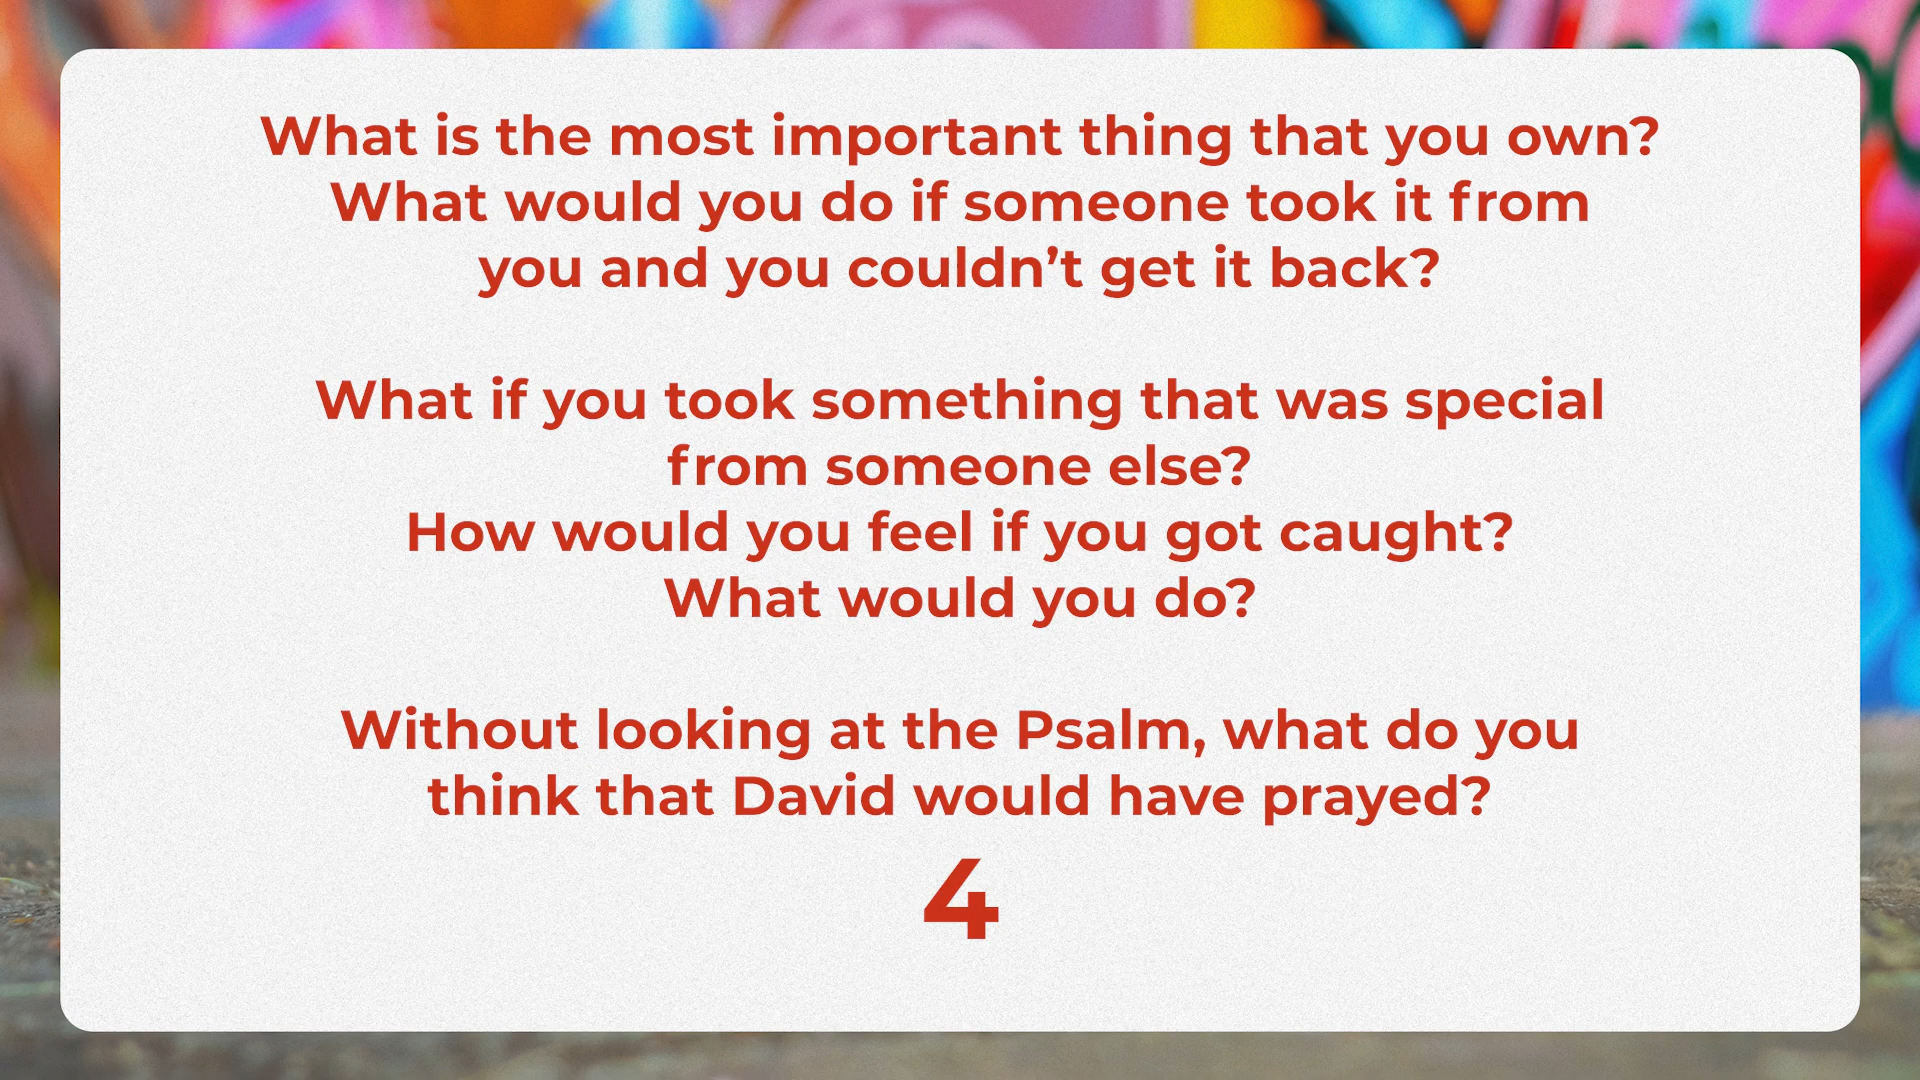 What is the most important thing that you own?
What would you do if someone took it from
you and you couldn’t get it back?
What if you took something that was special
from someone else?
How would you feel if you got caught?
What would you do?
Without looking at the Psalm, what do you
think that David would have prayed?
4